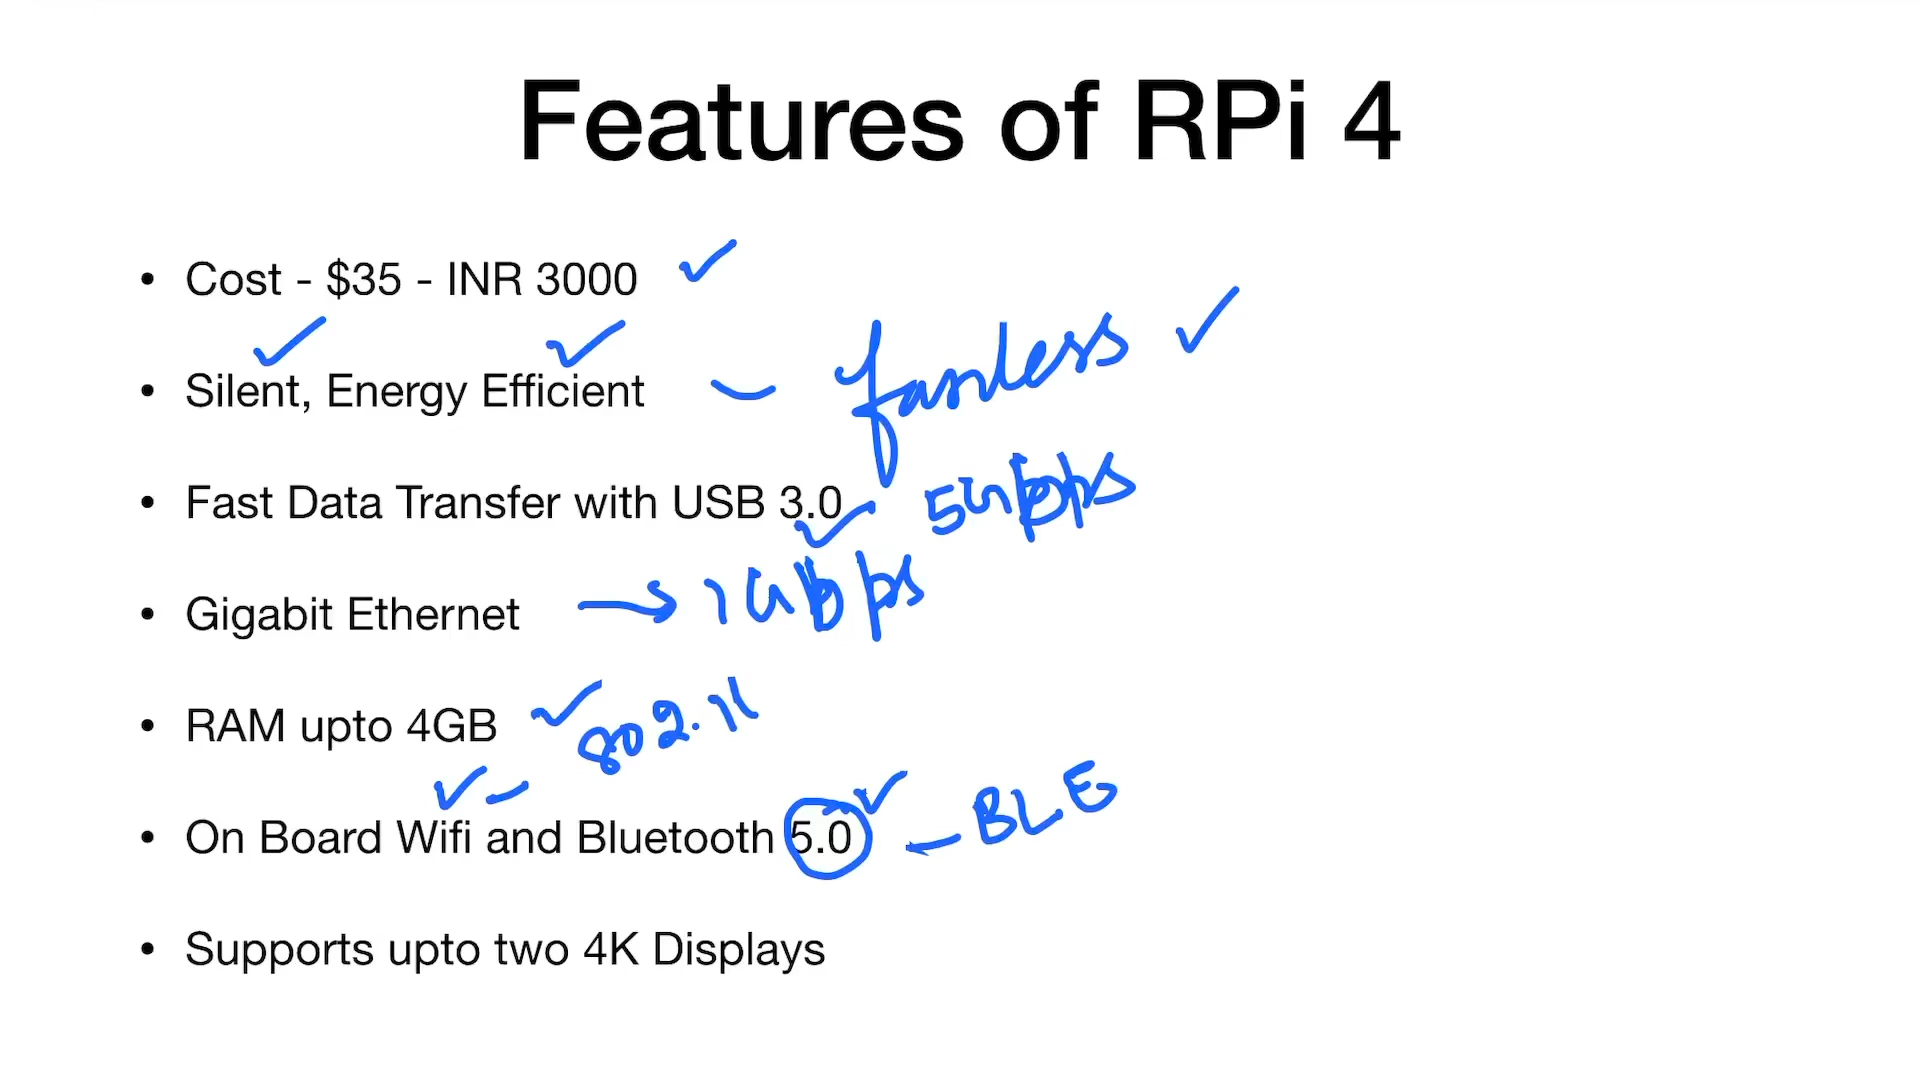 Features of RPi 4
• Cost - $35 - INR 3000
• Silent, Energy Efficient - fanless
• Fast Data Transfer with USB 3.0 5Gbps
• Gigabit Ethernet → 1Gbps
• RAM upto 4GB
802.11
• On Board Wifi and Bluetooth 5.0 - BLE
• Supports upto two 4K Displays